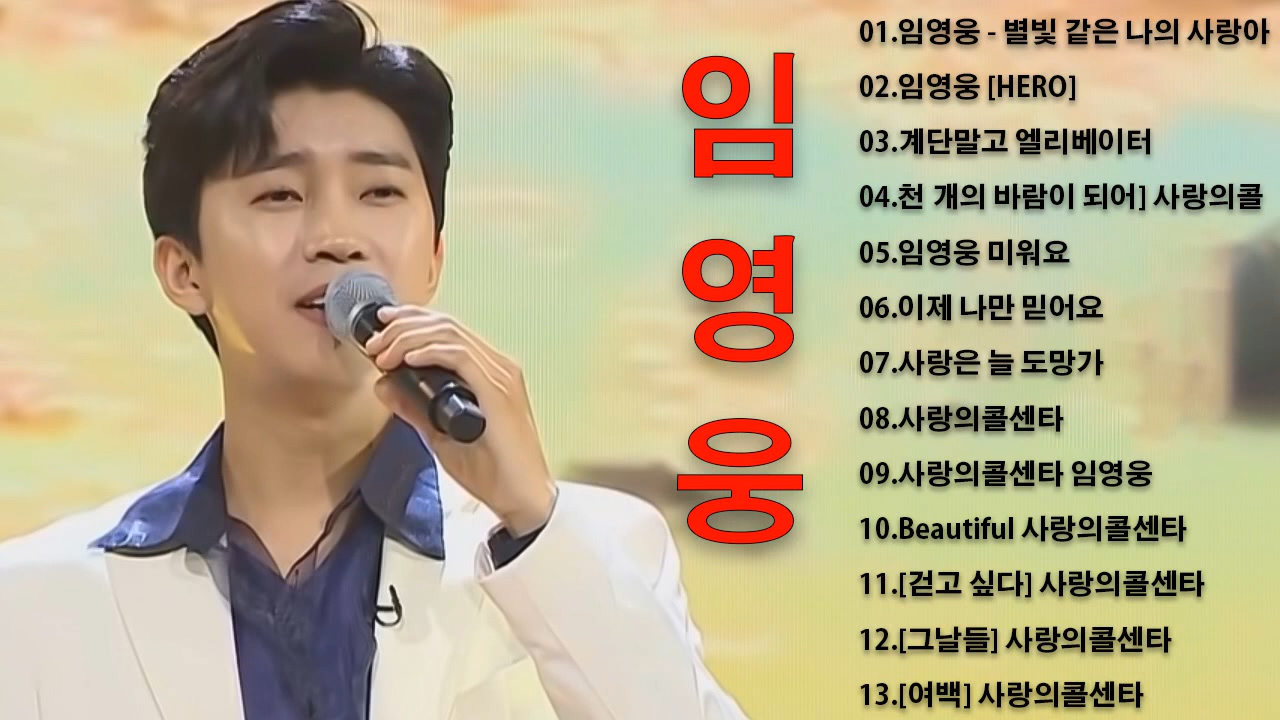 임영웅
01.임영웅 - 별빛 같은 나의 사랑아
02.임영웅 [HERO]
03.계단말고 엘리베이터
04.천 개의 바람이 되어] 사랑의콜
05.임영웅 미워요
06.이제 나만 믿어요
07.사랑은 늘 도망가
08.사랑의콜센타
09.사랑의콜센타 임영웅
10.Beautiful 사랑의콜센타
11.[걷고 싶다] 사랑의콜센타
12.[그날들] 사랑의콜센타
13.[여백] 사랑의콜센타